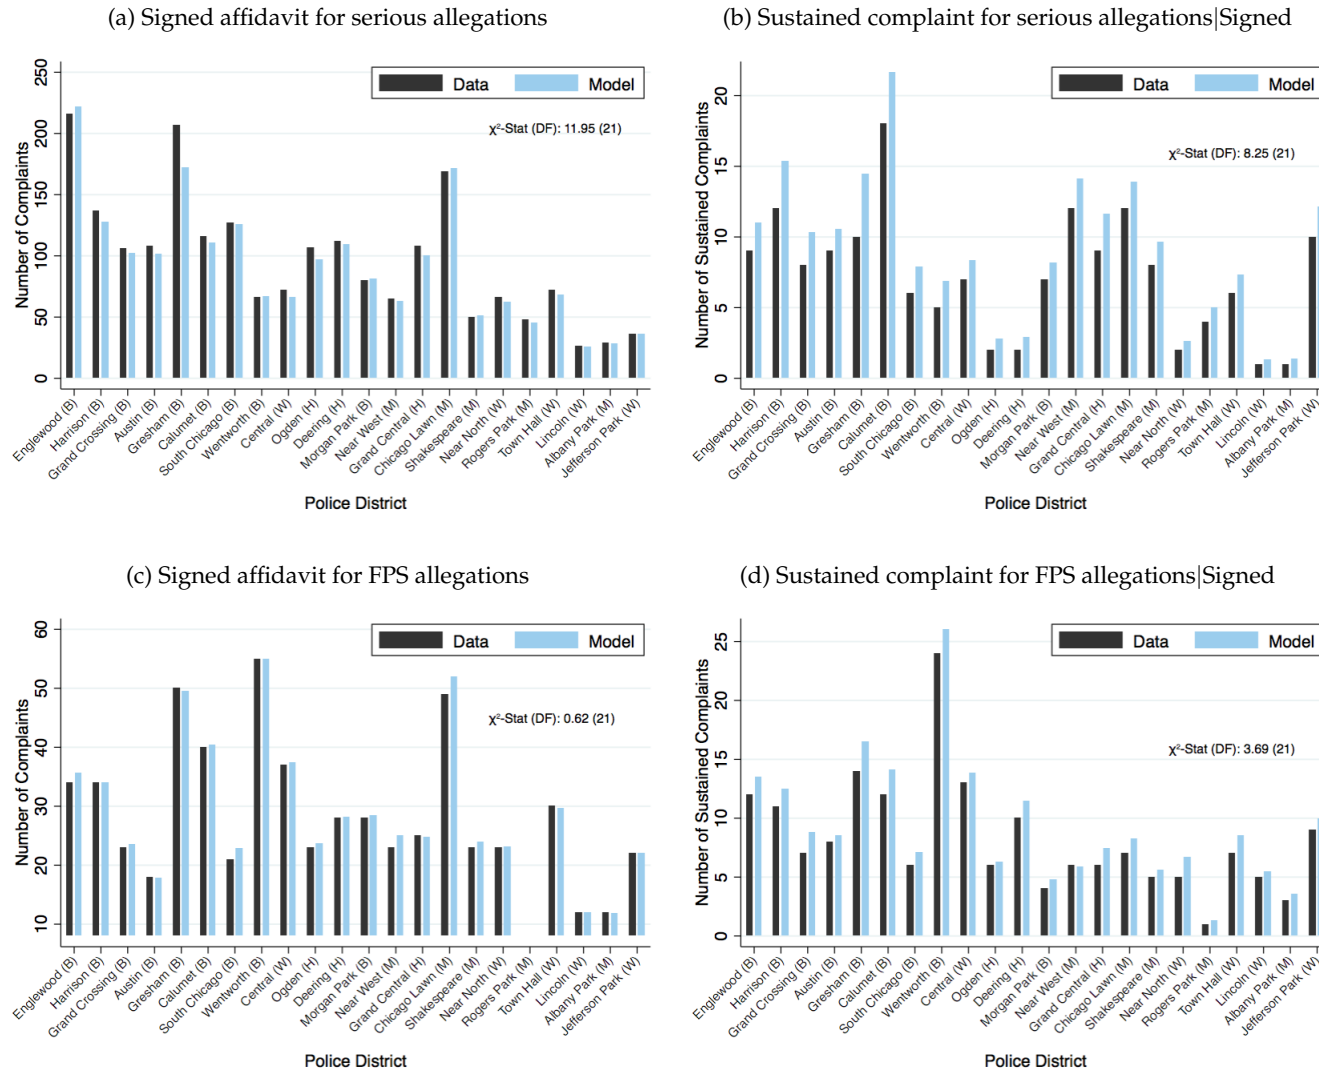 (a) Signed affidavit for serious allegations
250
200
150
100
50
0
Number of Complaints
Data
Model
χ²-Stat (DF): 11.95 (21)
Englewood (B)
Harrison (B)
Grand Crossing (B)
Austin (B)
Gresham (B)
Calumet (B)
South Chicago (B)
Wentworth (B)
Central (W)
Ogden (H)
Deering (H)
Morgan Park (B)
Near West (M)
Grand Central (H)
Chicago Lawn (M)
Shakespeare (M)
Near North (W)
Rogers Park (M)
Town Hall (W)
Lincoln (W)
Albany Park (M)
Jefferson Park (W)
Police District
(b) Sustained complaint for serious allegations|Signed
20
15
10
5
0
Number of Sustained Complaints
Data
Model
χ²-Stat (DF): 8.25 (21)
Englewood (B)
Harrison (B)
Grand Crossing (B)
Austin (B)
Gresham (B)
Calumet (B)
South Chicago (B)
Wentworth (B)
Central (W)
Ogden (H)
Deering (H)
Morgan Park (B)
Near West (M)
Grand Central (H)
Chicago Lawn (M)
Shakespeare (M)
Near North (W)
Rogers Park (M)
Town Hall (W)
Lincoln (W)
Albany Park (M)
Jefferson Park (W)
Police District
(c) Signed affidavit for FPS allegations
60
50
40
30
20
10
Number of Complaints
Data
Model
χ²-Stat (DF): 0.62 (21)
Englewood (B)
Harrison (B)
Grand Crossing (B)
Austin (B)
Gresham (B)
Calumet (B)
South Chicago (B)
Wentworth (B)
Central (W)
Ogden (H)
Deering (H)
Morgan Park (B)
Near West (M)
Grand Central (H)
Chicago Lawn (M)
Shakespeare (M)
Near North (W)
Rogers Park (M)
Town Hall (W)
Lincoln (W)
Albany Park (M)
Jefferson Park (W)
Police District
(d) Sustained complaint for FPS allegations|Signed
25
20
15
10
5
0
Number of Sustained Complaints
Data
Model
χ²-Stat (DF): 3.69 (21)
Englewood (B)
Harrison (B)
Grand Crossing (B)
Austin (B)
Gresham (B)
Calumet (B)
South Chicago (B)
Wentworth (B)
Central (W)
Ogden (H)
Deering (H)
Morgan Park (B)
Near West (M)
Grand Central (H)
Chicago Lawn (M)
Shakespeare (M)
Near North (W)
Rogers Park (M)
Town Hall (W)
Lincoln (W)
Albany Park (M)
Jefferson Park (W)
Police District